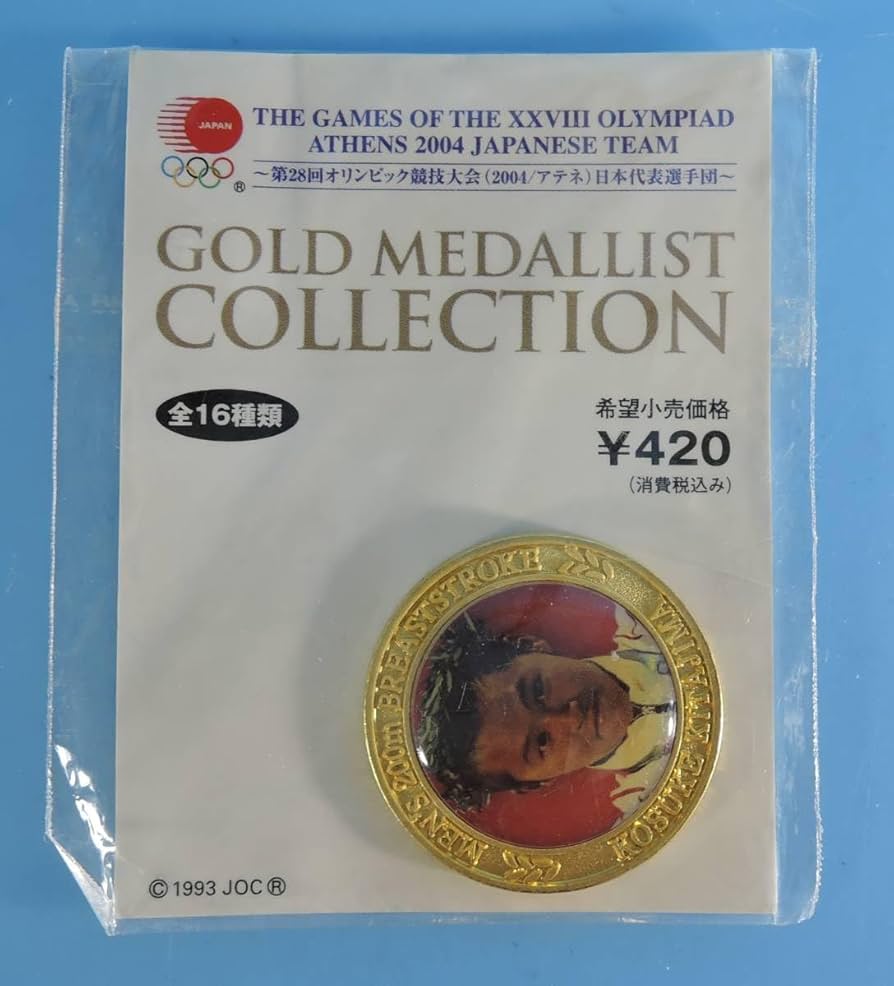 JAPAN
THE GAMES OF THE XXVIII OLYMPIAD
ATHENS 2004 JAPANESE TEAM
～第28回オリンピック競技大会(2004/アテネ)日本代表選手団～
®
GOLD MEDALLIST
COLLECTION
全16種類
希望小売価格
¥420
(消費税込み)
MEN'S 200m BREASTSTROKE
KOSUKE KITAJIMA
© 1993 JOC ®